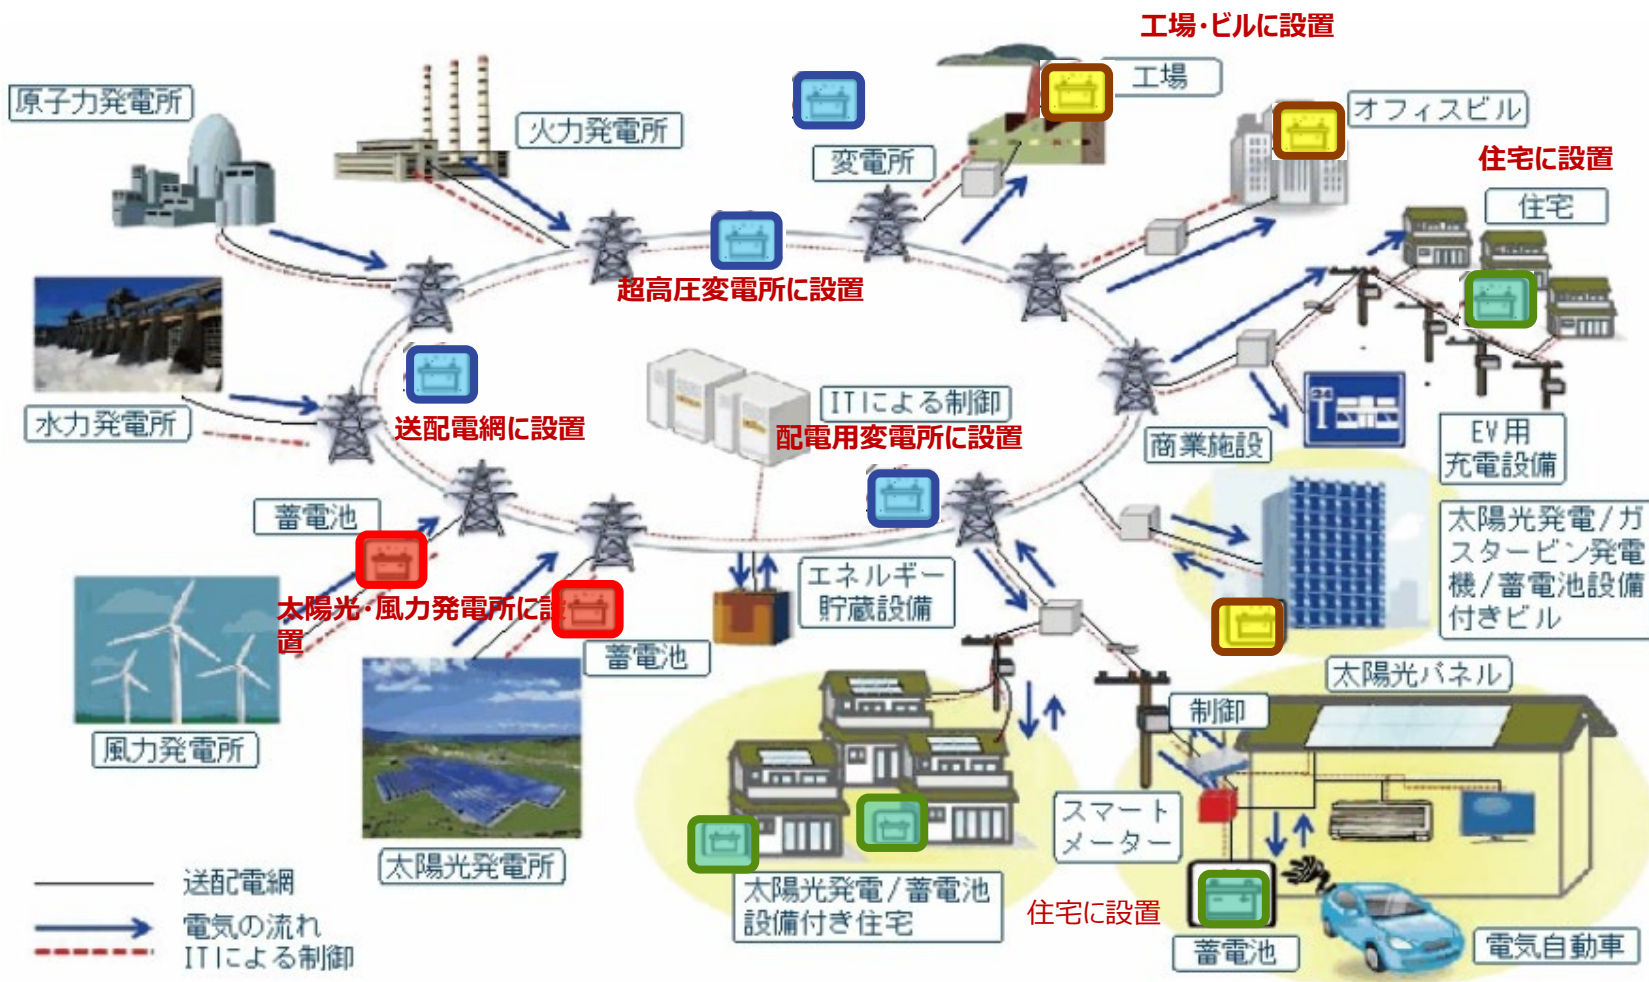 工場・ビルに設置
原子力発電所
火力発電所
変電所
工場
オフィスビル
住宅に設置
住宅
超高圧変電所に設置
水力発電所
送配電網に設置
ITによる制御
配電用変電所に設置
商業施設
EV用
充電設備
蓄電池
太陽光・風力発電所に設
置
蓄電池
エネルギー
貯蔵設備
太陽光発電/ガ
スタービン発電
機/蓄電池設備
付きビル
風力発電所
太陽光発電所
太陽光パネル
制御
スマート
メーター
太陽光発電/蓄電池
設備付き住宅
住宅に設置
蓄電池
電気自動車
送配電網
電気の流れ
ITによる制御